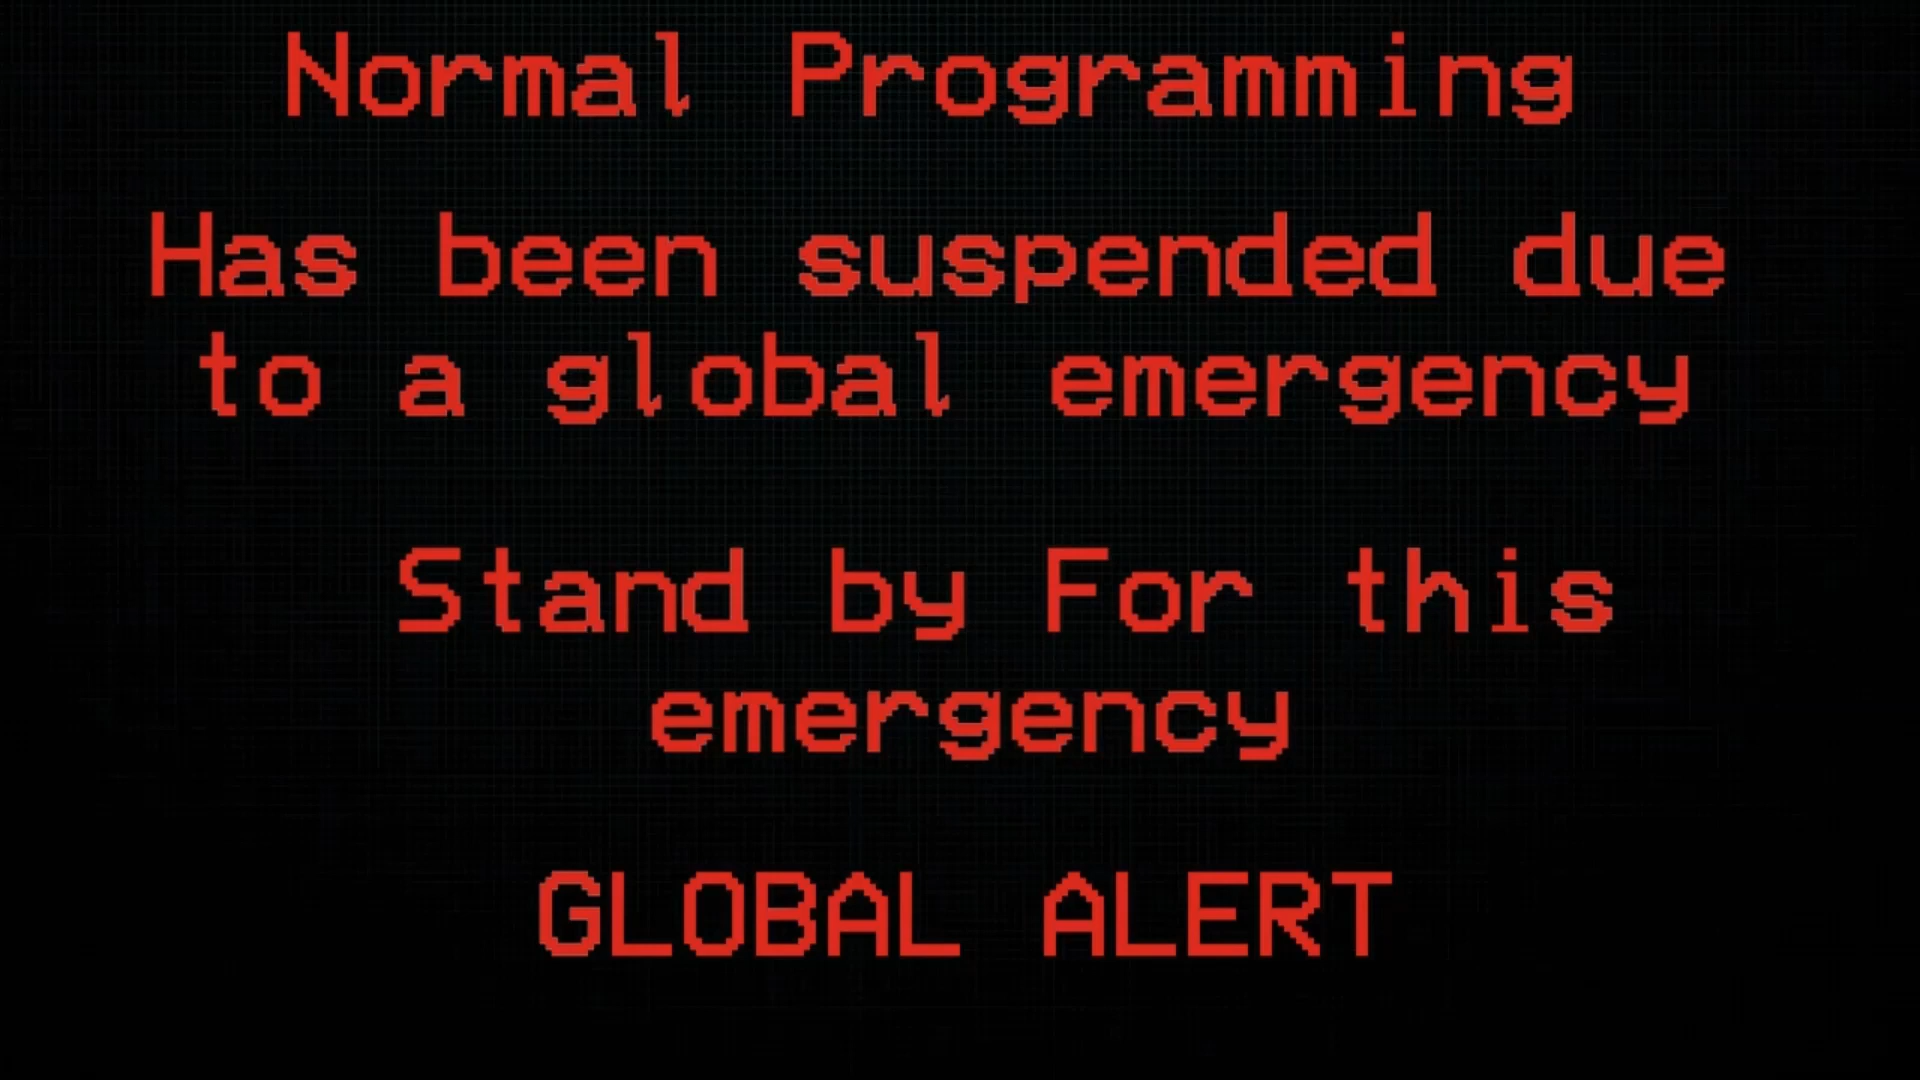 Normal Programming
Has been suspended due
to a global emergency
Stand by For this
emergency
GLOBAL ALERT